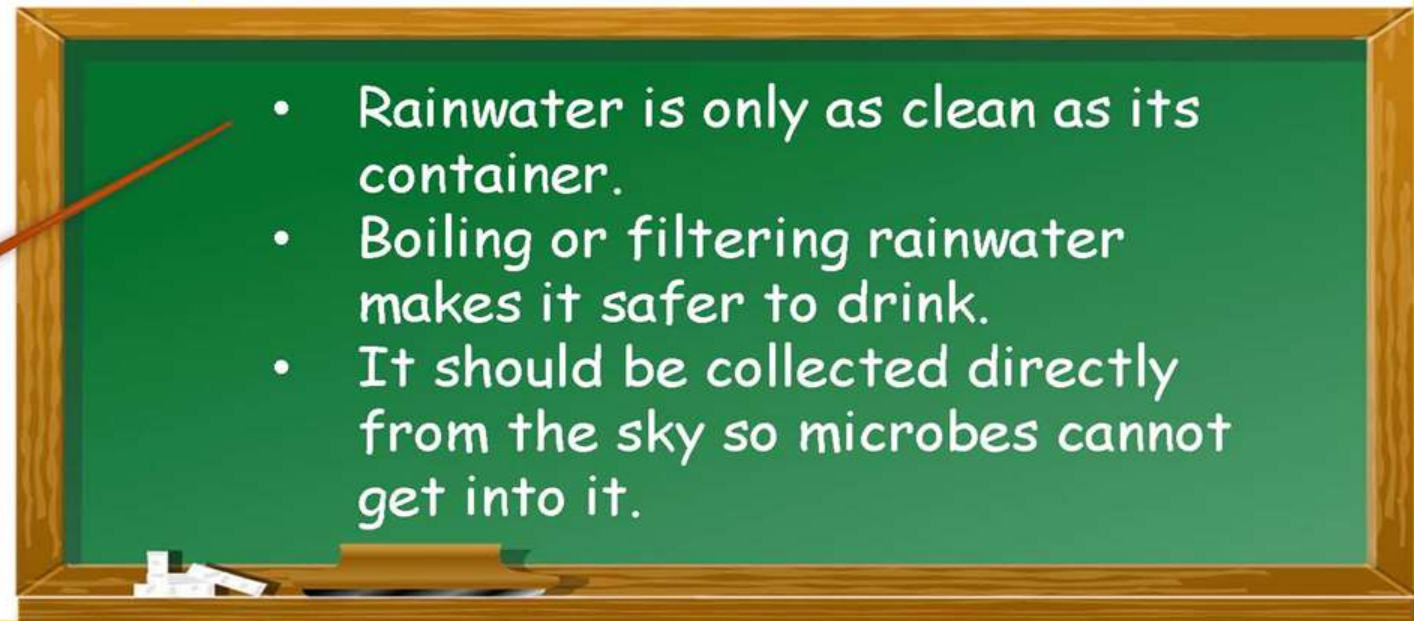 • Rainwater is only as clean as its
container.
• Boiling or filtering rainwater
makes it safer to drink.
• It should be collected directly
from the sky so microbes cannot
get into it.